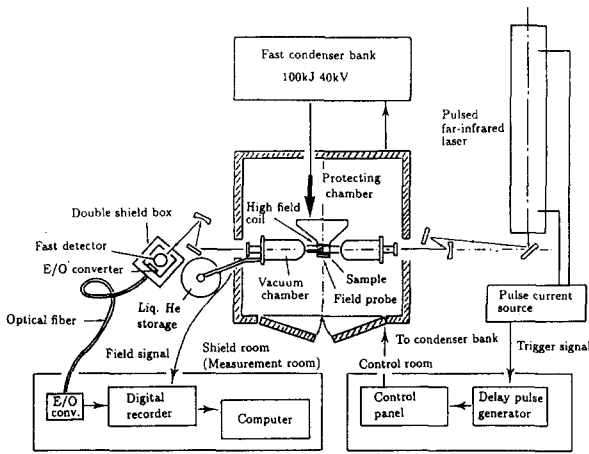 Fast condenser bank
100kJ 40kV
Pulsed
far-infrared
laser
Protecting
chamber
High field
coil
Double shield box
Fast detector
E/O converter
Vacuum
chamber
Sample
Field probe
Liq. He
storage
Optical fiber
Pulse current
source
Field signal
Shield room
(Measurement room)
To condenser bank
Control room
Trigger signal
E/O
conv.
Digital
recorder
Computer
Control
panel
Delay pulse
generator